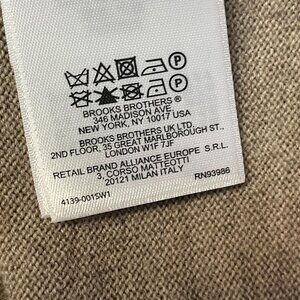 BROOKS BROTHERS ®
346 MADISON AVE
NEW YORK, NY 10017 USA
BROOKS BROTHERS UK LTD.
2ND FLOOR, 35 GREAT MARLBOROUGH ST.,
LONDON W1F 7JF
RETAIL BRAND ALLIANCE EUROPE S.R.L.
3, CORSO MATTEOTTI
20121 MILAN ITALY
RN93986
4139-001SW1